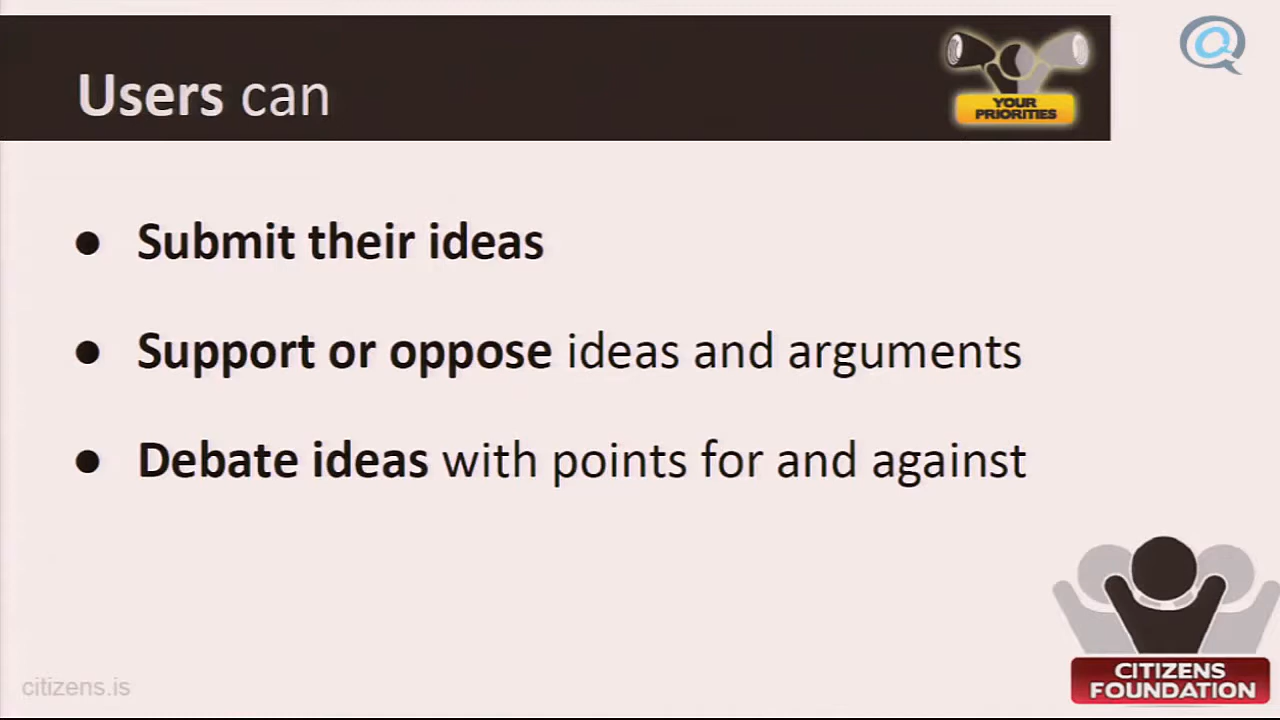 Users can
YOUR
PRIORITIES
● Submit their ideas
● Support or oppose ideas and arguments
● Debate ideas with points for and against
citizens.is
CITIZENS
FOUNDATION